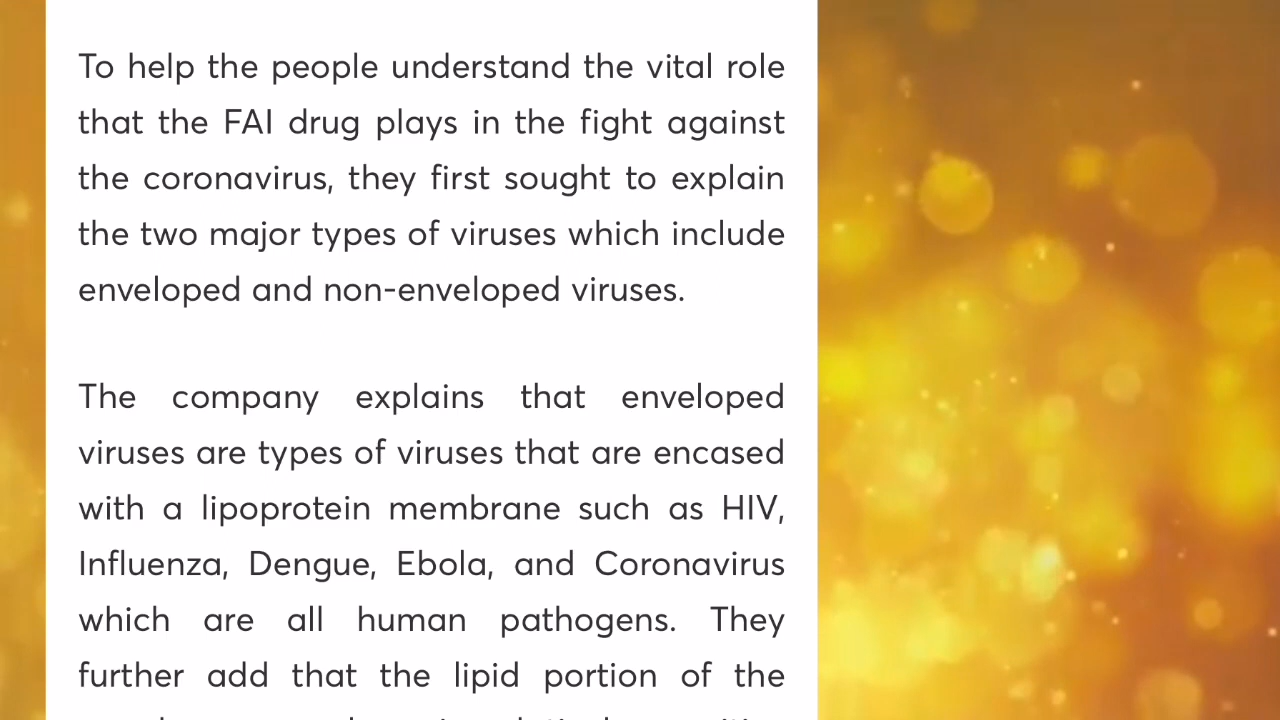 To help the people understand the vital role
that the FAI drug plays in the fight against
the coronavirus, they first sought to explain
the two major types of viruses which include
enveloped and non-enveloped viruses.
The company explains that enveloped
viruses are types of viruses that are encased
with a lipoprotein membrane such as HIV,
Influenza, Dengue, Ebola, and Coronavirus
which are all human pathogens. They
further add that the lipid portion of the